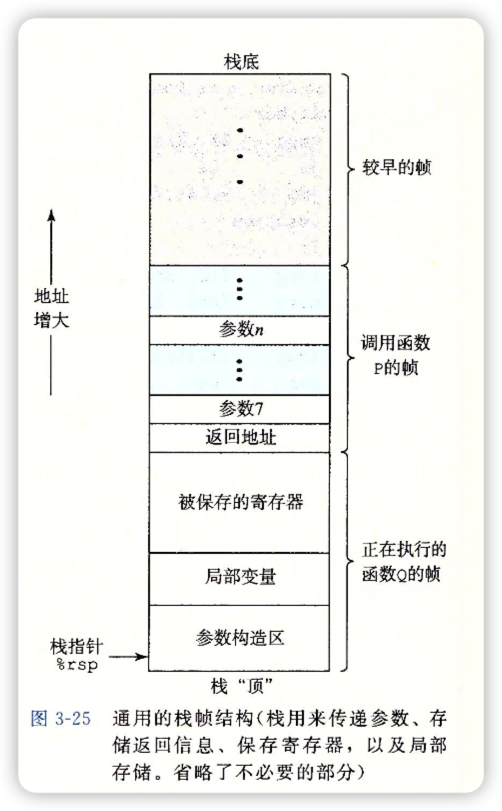 栈底
较早的帧
地址
增大
参数n
调用函数
P的帧
参数7
返回地址
被保存的寄存器
正在执行的
函数Q的帧
局部变量
参数构造区
栈指针
%rsp
栈“顶”
图 3-25 通用的栈帧结构(栈用来传递参数、存
储返回信息、保存寄存器，以及局部
存储。省略了不必要的部分)